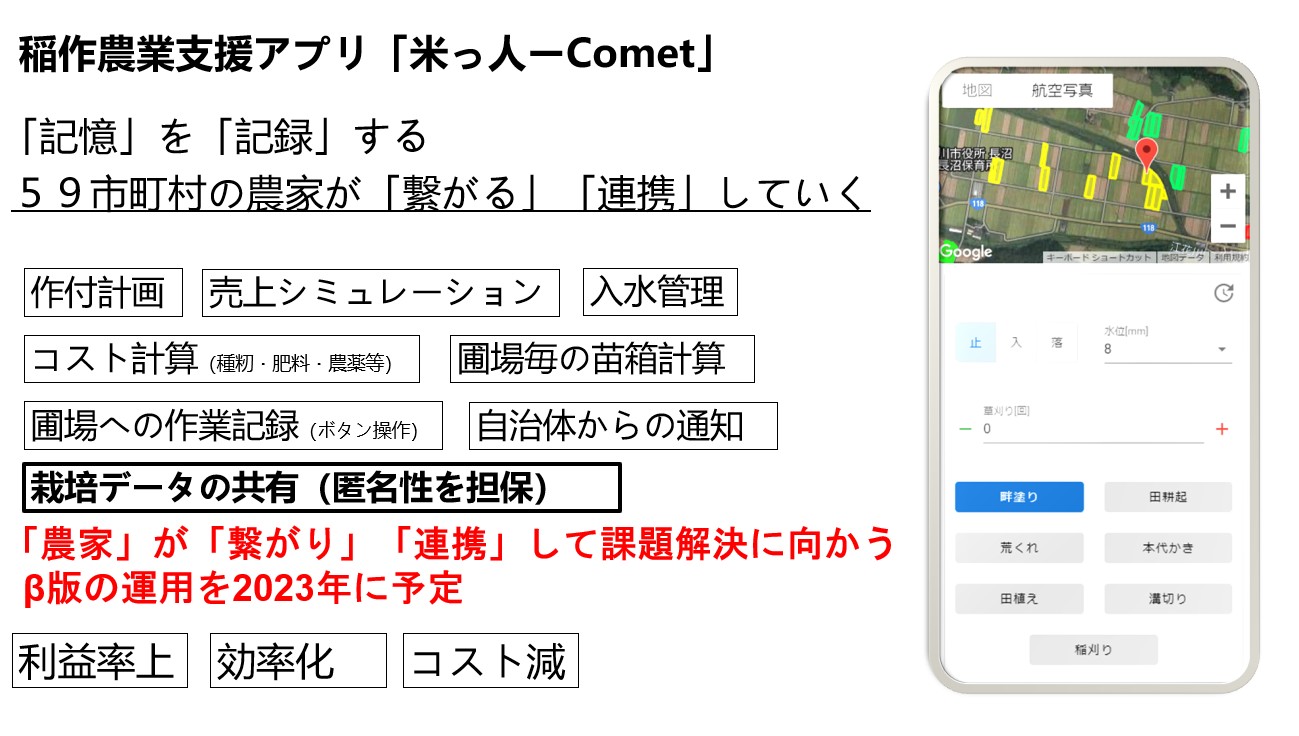 稲作農業支援アプリ「米っ人ーComet」
「記憶」を「記録」する
５９市町村の農家が「繋がる」「連携」していく
作付計画
売上シミュレーション
入水管理
コスト計算 (種籾・肥料・農薬等)
圃場毎の苗箱計算
圃場への作業記録 (ボタン操作)
自治体からの通知
栽培データの共有（匿名性を担保）
「農家」が「繋がり」「連携」して課題解決に向かう
β版の運用を2023年に予定
利益率上
効率化
コスト減
地図 航空写真
川市役所 長沼
長沼保育所
118
118
+
−
Google
キーボード ショートカット 地図データ 利用規約
止 入 落
水位[mm]
8
草刈り[回]
− 0 +
畔塗り 田耕起
荒くれ 本代かき
田植え 溝切り
稲刈り